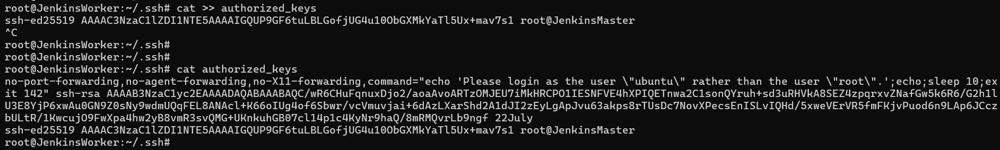 root@JenkinsWorker:~/.ssh# cat >> authorized_keys
ssh-ed25519 AAAAC3NzaC1lZDI1NTE5AAAAIGQUP9GF6tuLBLGofjUG4u10ObGXMkYaTl5Ux+mav7s1 root@JenkinsMaster
^C
root@JenkinsWorker:~/.ssh#
root@JenkinsWorker:~/.ssh#
root@JenkinsWorker:~/.ssh# cat authorized_keys
no-port-forwarding,no-agent-forwarding,no-X11-forwarding,command="echo 'Please login as the user \"ubuntu\" rather than the user \"root\".';echo;sleep 10;ex
it 142" ssh-rsa AAAAB3NzaC1yc2EAAAADAQABAAABAQC/wR6CHuFqnuxDjo2/aoaAvoARTzOMJEU7iMkHRCPO1IESNFVE4hXPIQETnwa2C1sonQYruh+sd3uRHVkA8SEZ4zpqrxvZNafGw5k6R6/G2h1l
U3E8YjP6xwAu0GN9Z0sNy9wdmUQqFEL8ANAcl+K66oIUg4of6Sbwr/vcVmuvjai+6dAzLXarShd2A1dJI2zEyLgApJvu63akps8rTUsDc7NovXPecsEnISLvIQHd/5xweVErVR5fmFKjvPuod6n9LAp6JCcz
bULtR/1KwcujO9FwXpa4hw2yB8vmR3svQMG+UKnkuhGB07cl14p1c4KyNr9haQ/8mRMQvrLb9ngf 22July
ssh-ed25519 AAAAC3NzaC1lZDI1NTE5AAAAIGQUP9GF6tuLBLGofjUG4u10ObGXMkYaTl5Ux+mav7s1 root@JenkinsMaster
root@JenkinsWorker:~/.ssh#